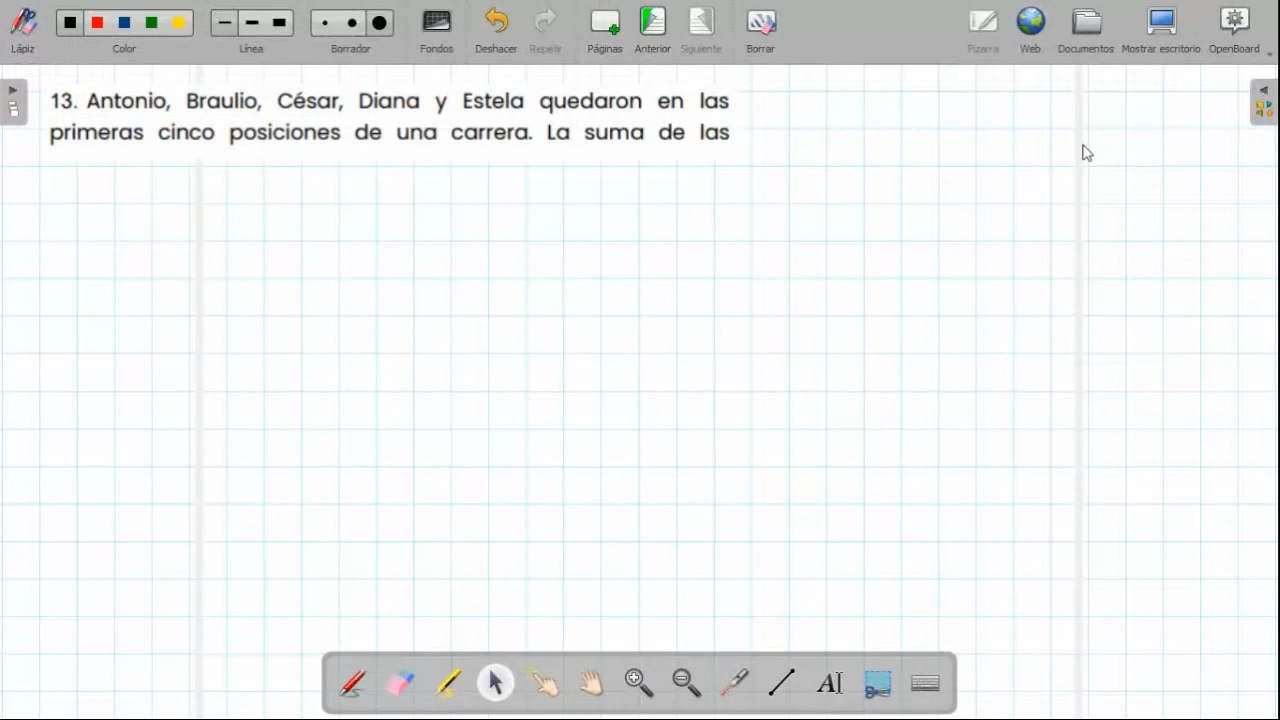 Lápiz Color Línea Borrador Fondos Deshacer Repetir Páginas Anterior Siguiente Borrar Pizarra Web Documentos Mostrar escritorio OpenBoard
13. Antonio, Braulio, César, Diana y Estela quedaron en las
primeras cinco posiciones de una carrera. La suma de las
A